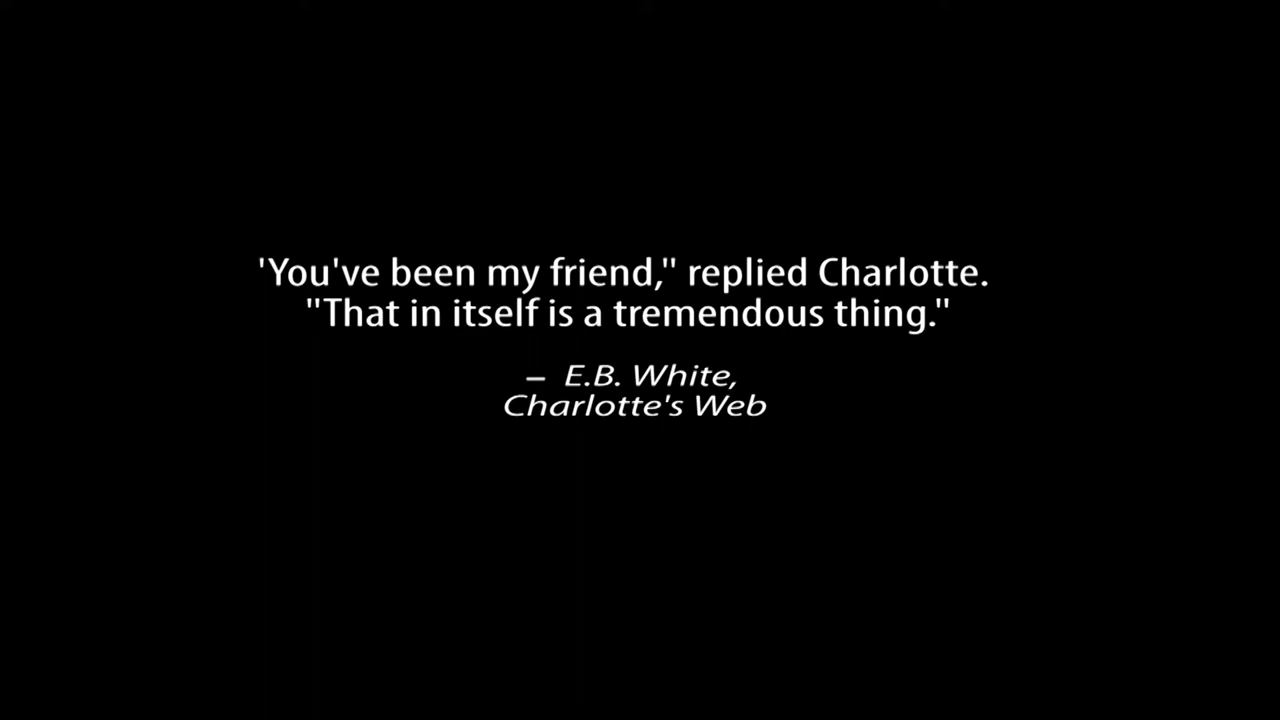 'You've been my friend,'' replied Charlotte.
''That in itself is a tremendous thing.''
– E.B. White,
Charlotte's Web